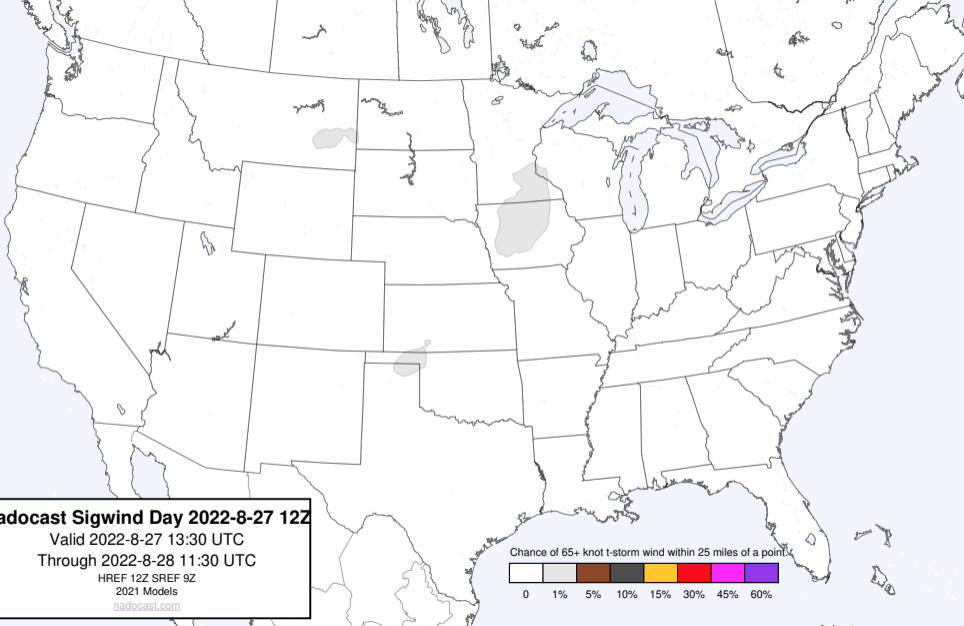 adocast Sigwind Day 2022-8-27 12Z
Valid 2022-8-27 13:30 UTC
Through 2022-8-28 11:30 UTC
HREF 12Z SREF 9Z
2021 Models
nadocast.com
Chance of 65+ knot t-storm wind within 25 miles of a point.
0 1% 5% 10% 15% 30% 45% 60%